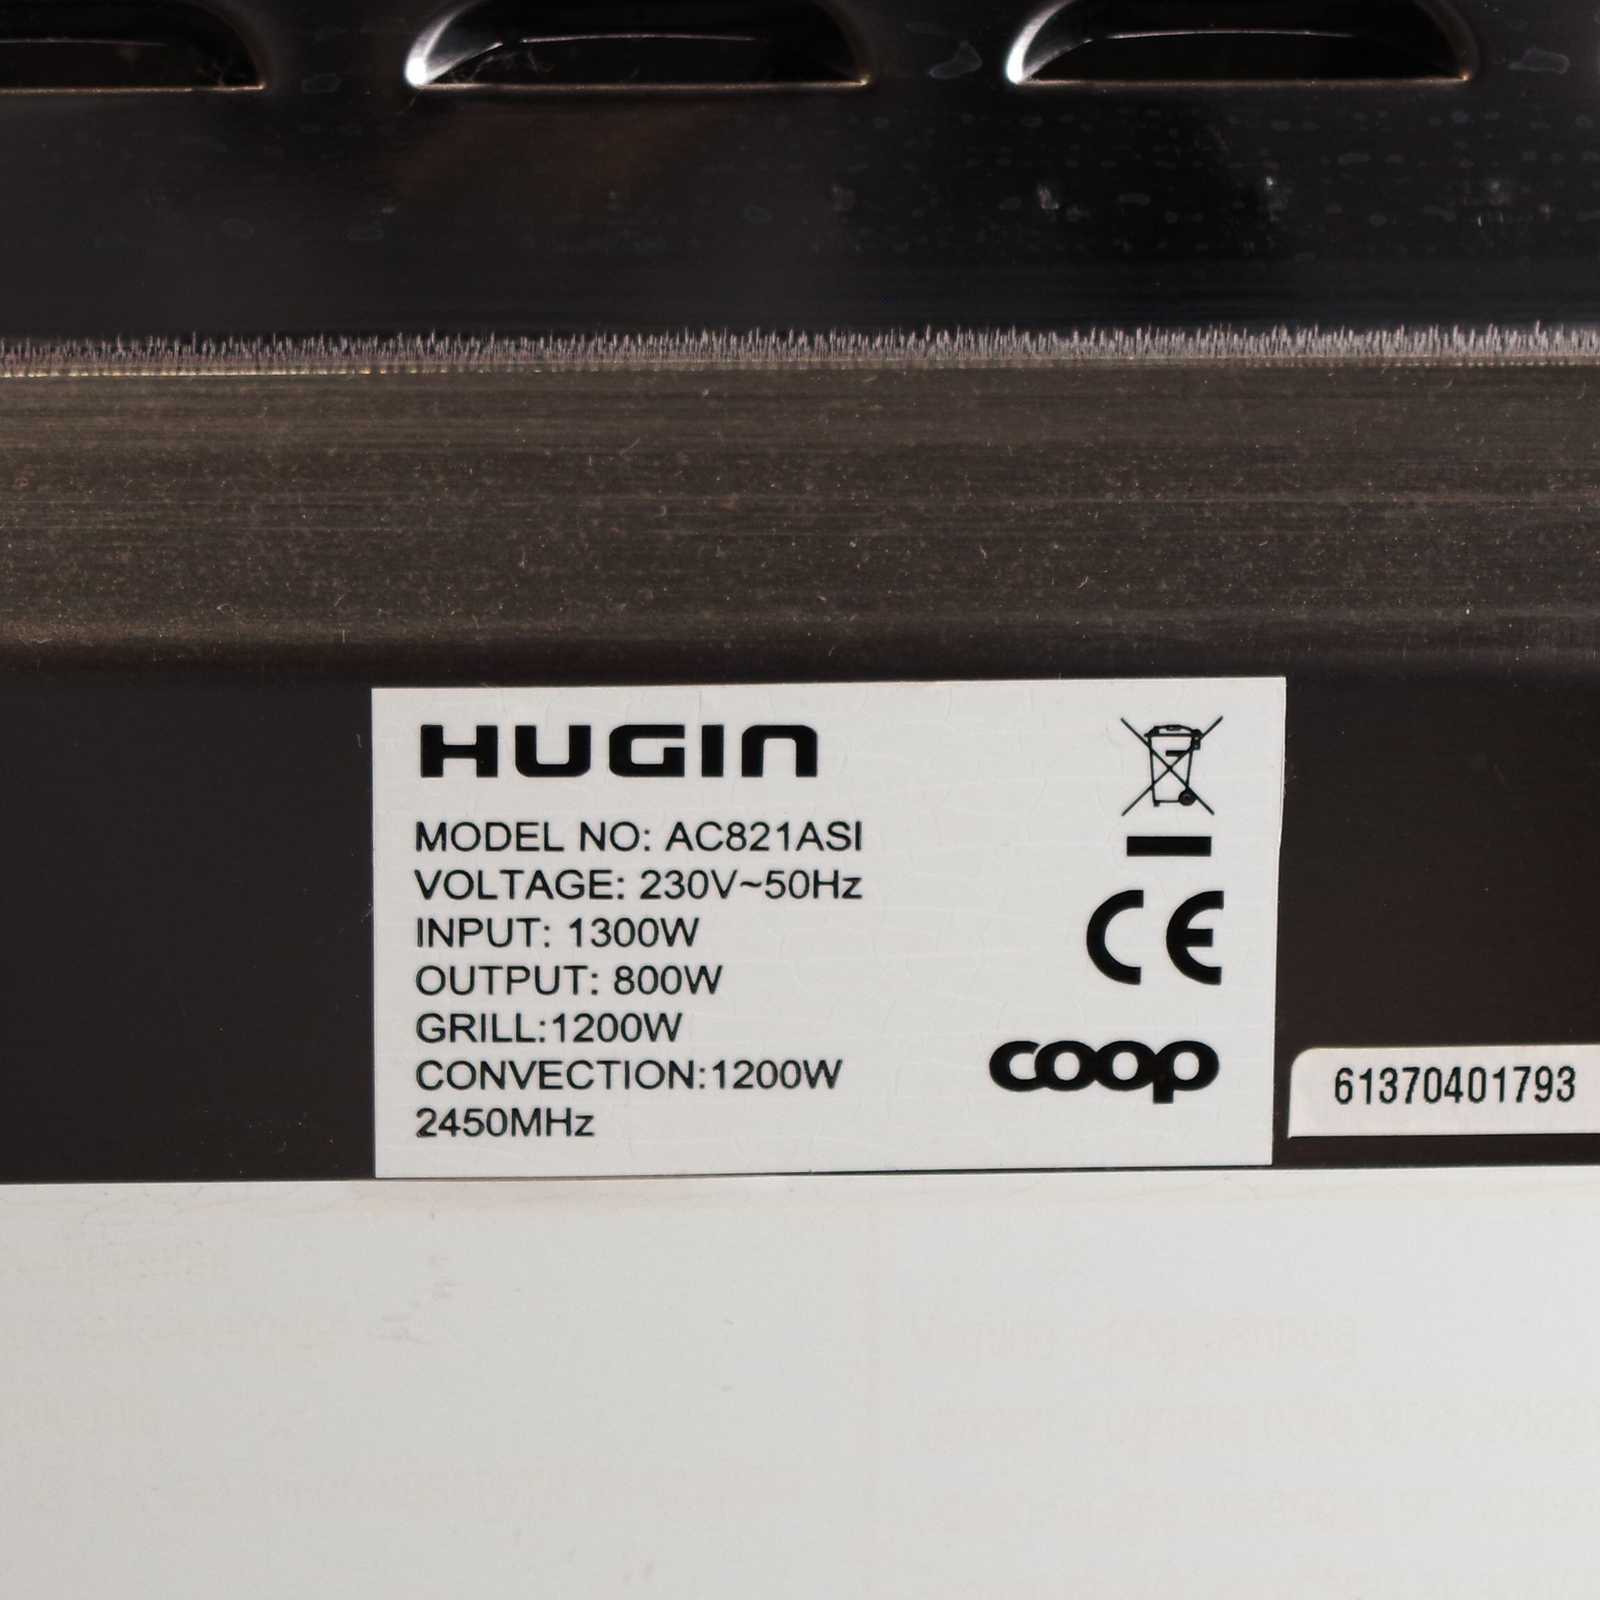 HUGIN
MODEL NO: AC821ASI
VOLTAGE: 230V~50Hz
INPUT: 1300W
OUTPUT: 800W
GRILL:1200W
CONVECTION:1200W
2450MHz
CE
coop
61370401793